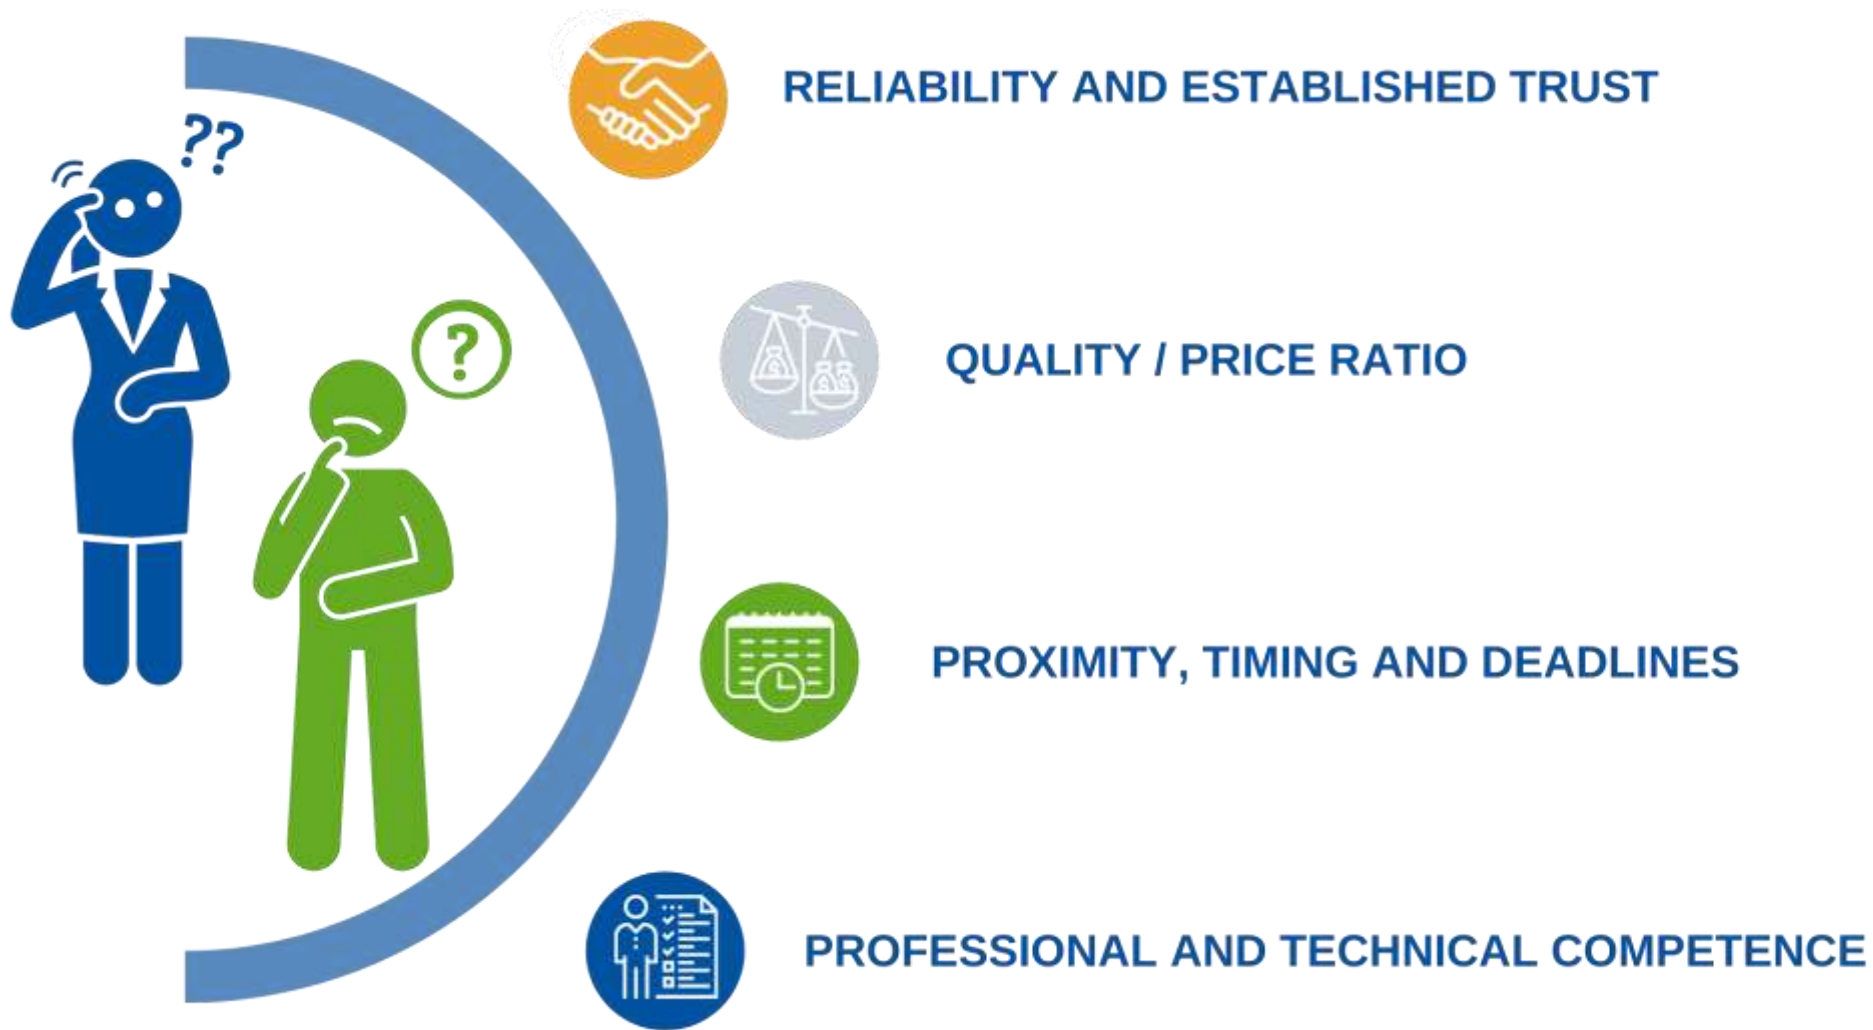 ??
RELIABILITY AND ESTABLISHED TRUST
?
QUALITY / PRICE RATIO
PROXIMITY, TIMING AND DEADLINES
PROFESSIONAL AND TECHNICAL COMPETENCE